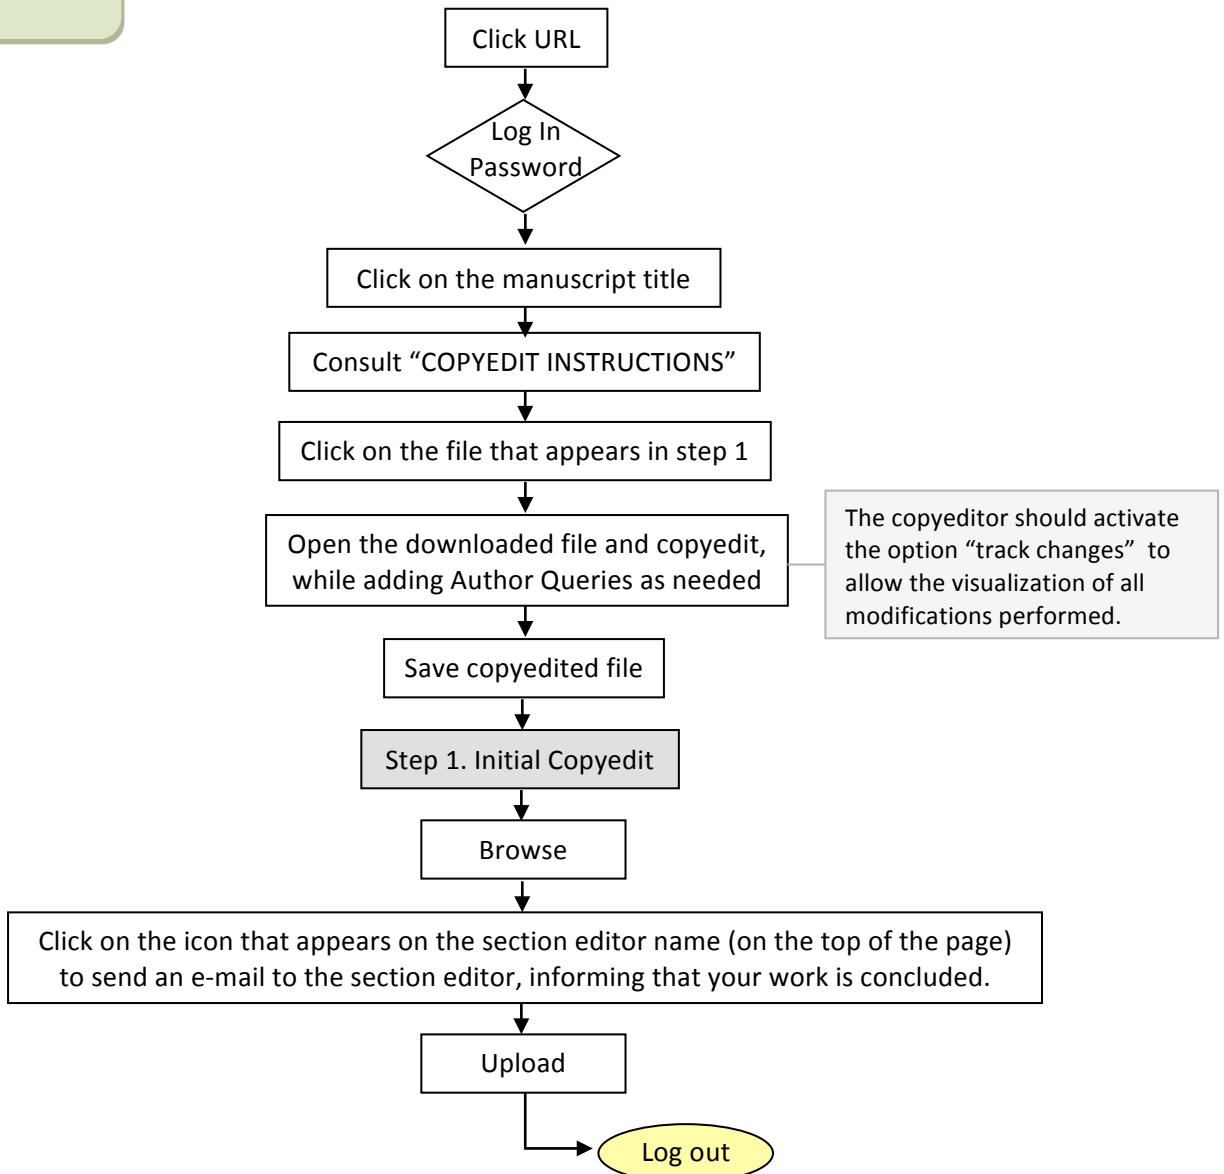 Click URL
Log In
Password
Click on the manuscript title
Consult “COPYEDIT INSTRUCTIONS”
Click on the file that appears in step 1
Open the downloaded file and copyedit,
while adding Author Queries as needed
The copyeditor should activate
the option “track changes”  to
allow the visualization of all
modifications performed.
Save copyedited file
Step 1. Initial Copyedit
Browse
Click on the icon that appears on the section editor name (on the top of the page)
to send an e-mail to the section editor, informing that your work is concluded.
Upload
Log out